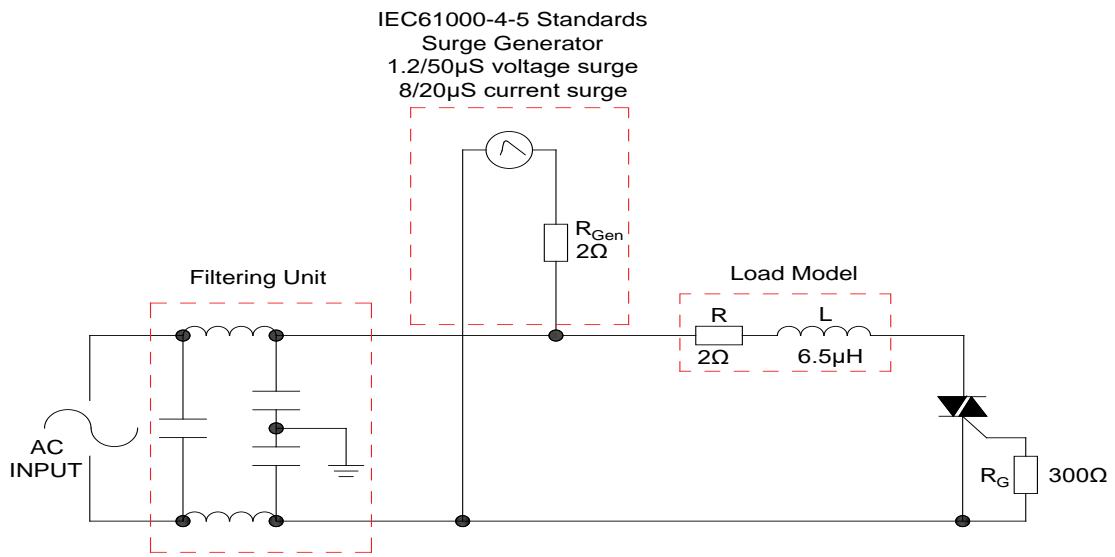 IEC61000-4-5 Standards
Surge Generator
1.2/50µS voltage surge
8/20µS current surge
RGen
2Ω
Filtering Unit
Load Model
R
L
2Ω
6.5µH
AC
INPUT
RG
300Ω